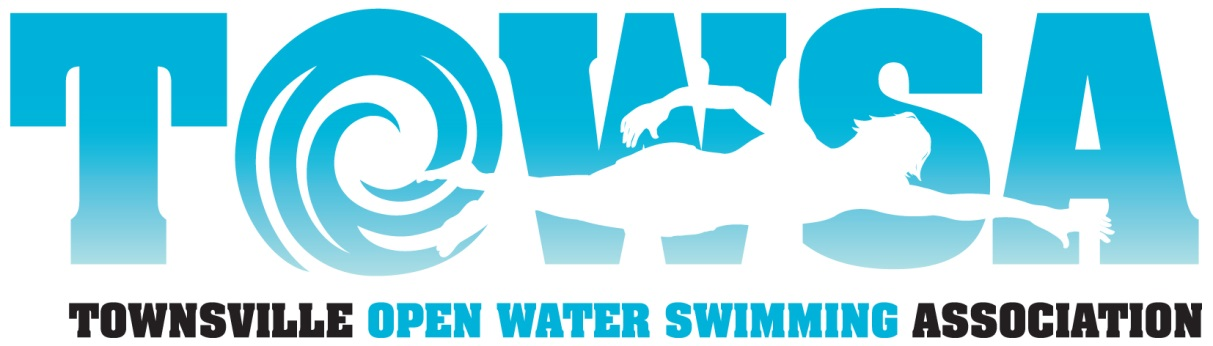 TOWSA
TOWNSVILLE OPEN WATER SWIMMING ASSOCIATION